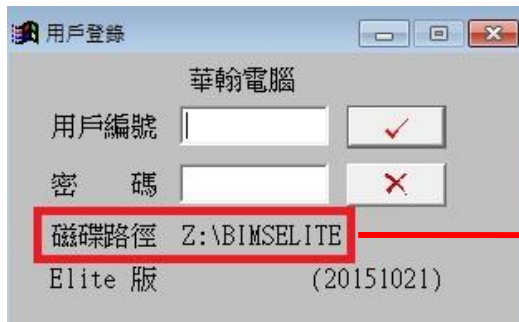 用戶登錄
華翰電腦
用戶編號
密 碼
磁碟路徑 Z:\BIMSELITE
Elite 版 (20151021)